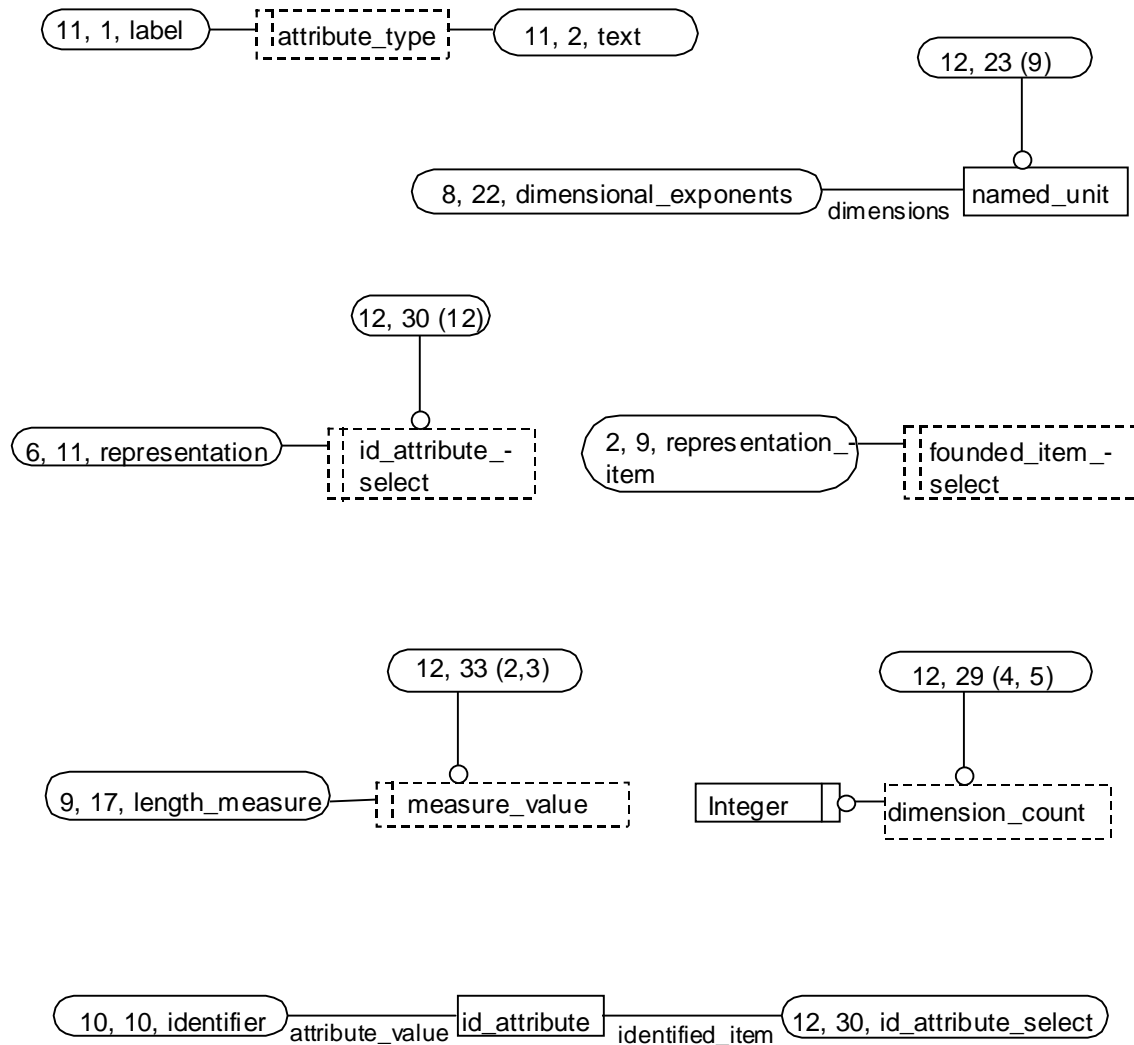 11, 1, label
attribute_type
11, 2, text
12, 23 (9)
8, 22, dimensional_exponents
dimensions
named_unit
12, 30 (12)
6, 11, representation
id_attribute_-
select
2, 9, representation_
item
founded_item_-
select
12, 33 (2,3)
12, 29 (4, 5)
9, 17, length_measure
measure_value
Integer
dimension_count
10, 10, identifier
attribute_value
id_attribute
identified_item
12, 30, id_attribute_select